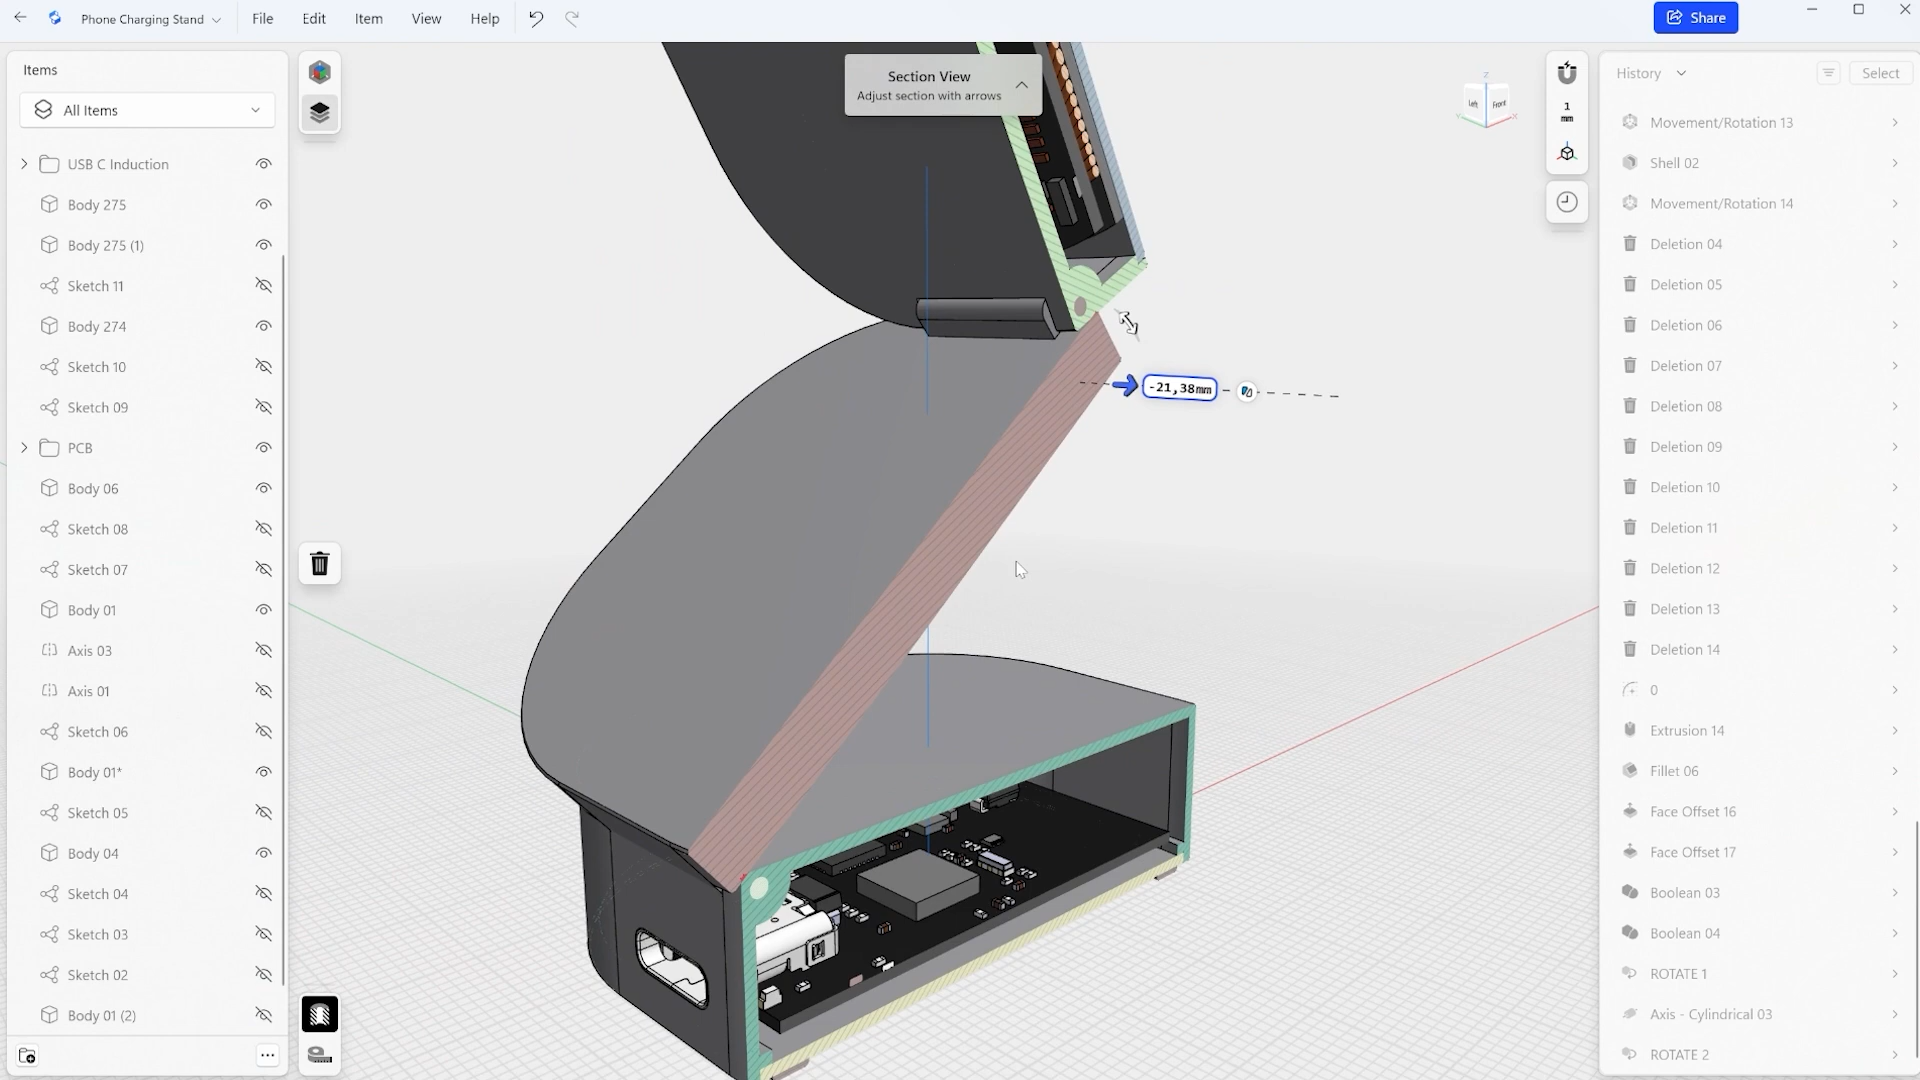 Phone Charging Stand
File
Edit
Item
View
Help
Share
Items
All Items
USB C Induction
Body 275
Body 275 (1)
Sketch 11
Body 274
Sketch 10
Sketch 09
PCB
Body 06
Sketch 08
Sketch 07
Body 01
Axis 03
Axis 01
Sketch 06
Body 01*
Sketch 05
Body 04
Sketch 04
Sketch 03
Sketch 02
Body 01 (2)
Section View
Adjust section with arrows
-21,38mm
Z
Left
Front
Y
X
1
mm
History
Select
Movement/Rotation 13
Shell 02
Movement/Rotation 14
Deletion 04
Deletion 05
Deletion 06
Deletion 07
Deletion 08
Deletion 09
Deletion 10
Deletion 11
Deletion 12
Deletion 13
Deletion 14
0
Extrusion 14
Fillet 06
Face Offset 16
Face Offset 17
Boolean 03
Boolean 04
ROTATE 1
Axis - Cylindrical 03
ROTATE 2